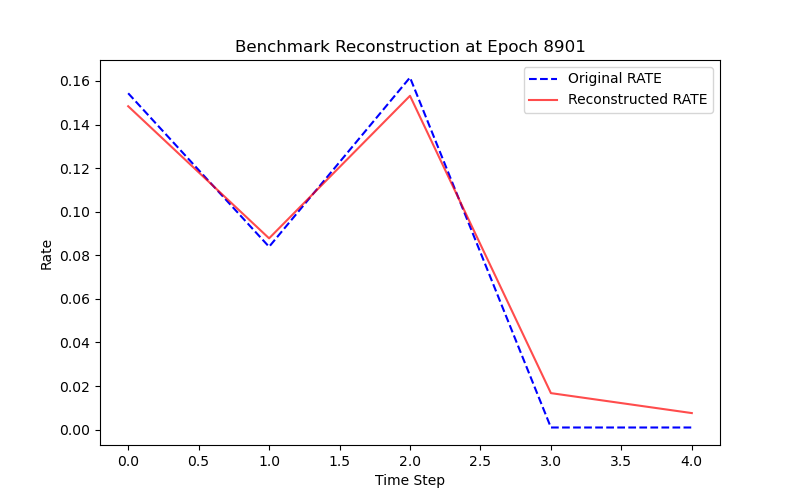 Benchmark Reconstruction at Epoch 8901
Original RATE
Reconstructed RATE
Rate
0.16
0.14
0.12
0.10
0.08
0.06
0.04
0.02
0.00
0.0 0.5 1.0 1.5 2.0 2.5 3.0 3.5 4.0
Time Step